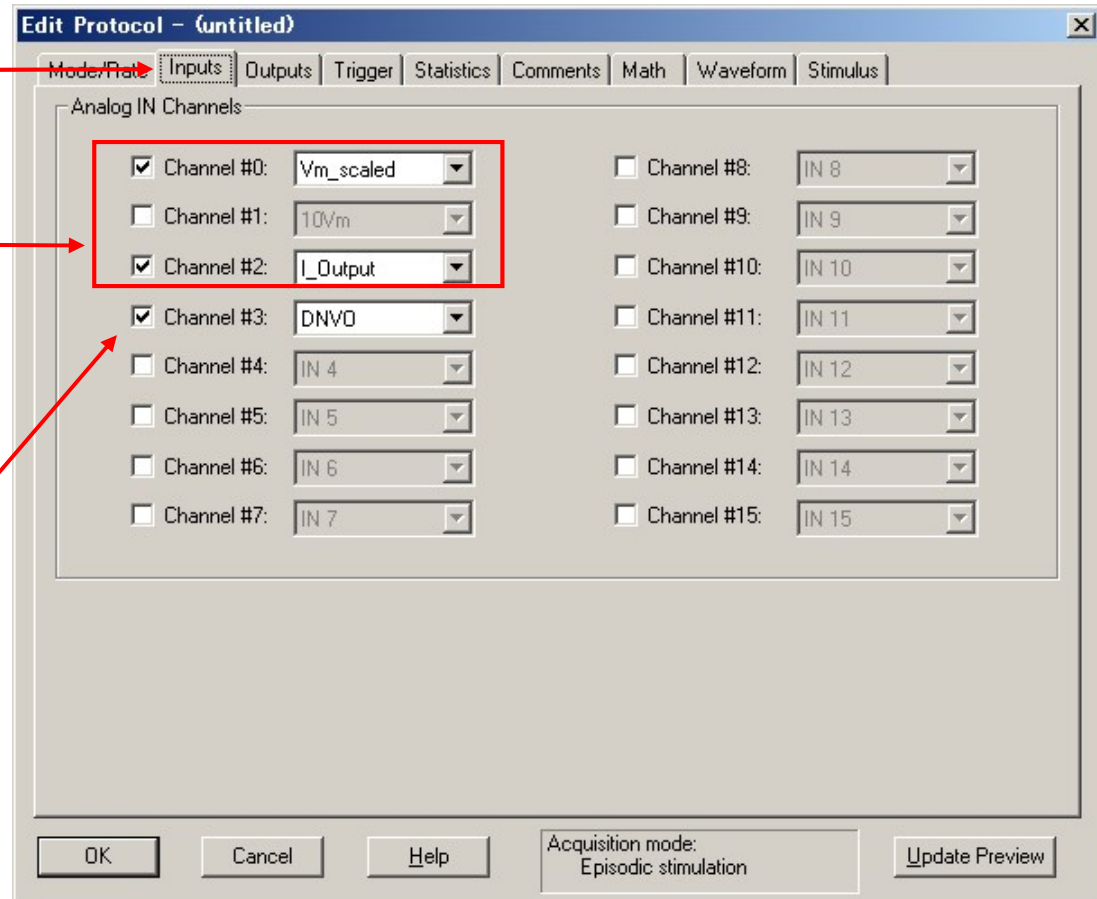 Edit Protocol - (untitled)
Mode/Rate Inputs Outputs Trigger Statistics Comments Math Waveform Stimulus
Analog IN Channels
Channel #0: Vm_scaled
Channel #1: 10Vm
Channel #2: I_Output
Channel #3: DNVO
Channel #4: IN 4
Channel #5: IN 5
Channel #6: IN 6
Channel #7: IN 7
Channel #8: IN 8
Channel #9: IN 9
Channel #10: IN 10
Channel #11: IN 11
Channel #12: IN 12
Channel #13: IN 13
Channel #14: IN 14
Channel #15: IN 15
OK Cancel Help
Acquisition mode:
Episodic stimulation
Update Preview